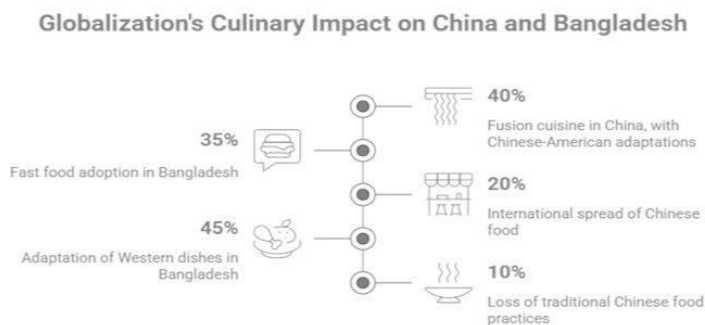 Globalization's Culinary Impact on China and Bangladesh
40%
Fusion cuisine in China, with
Chinese-American adaptations
35%
Fast food adoption in Bangladesh
20%
International spread of Chinese
food
45%
Adaptation of Western dishes in
Bangladesh
10%
Loss of traditional Chinese food
practices